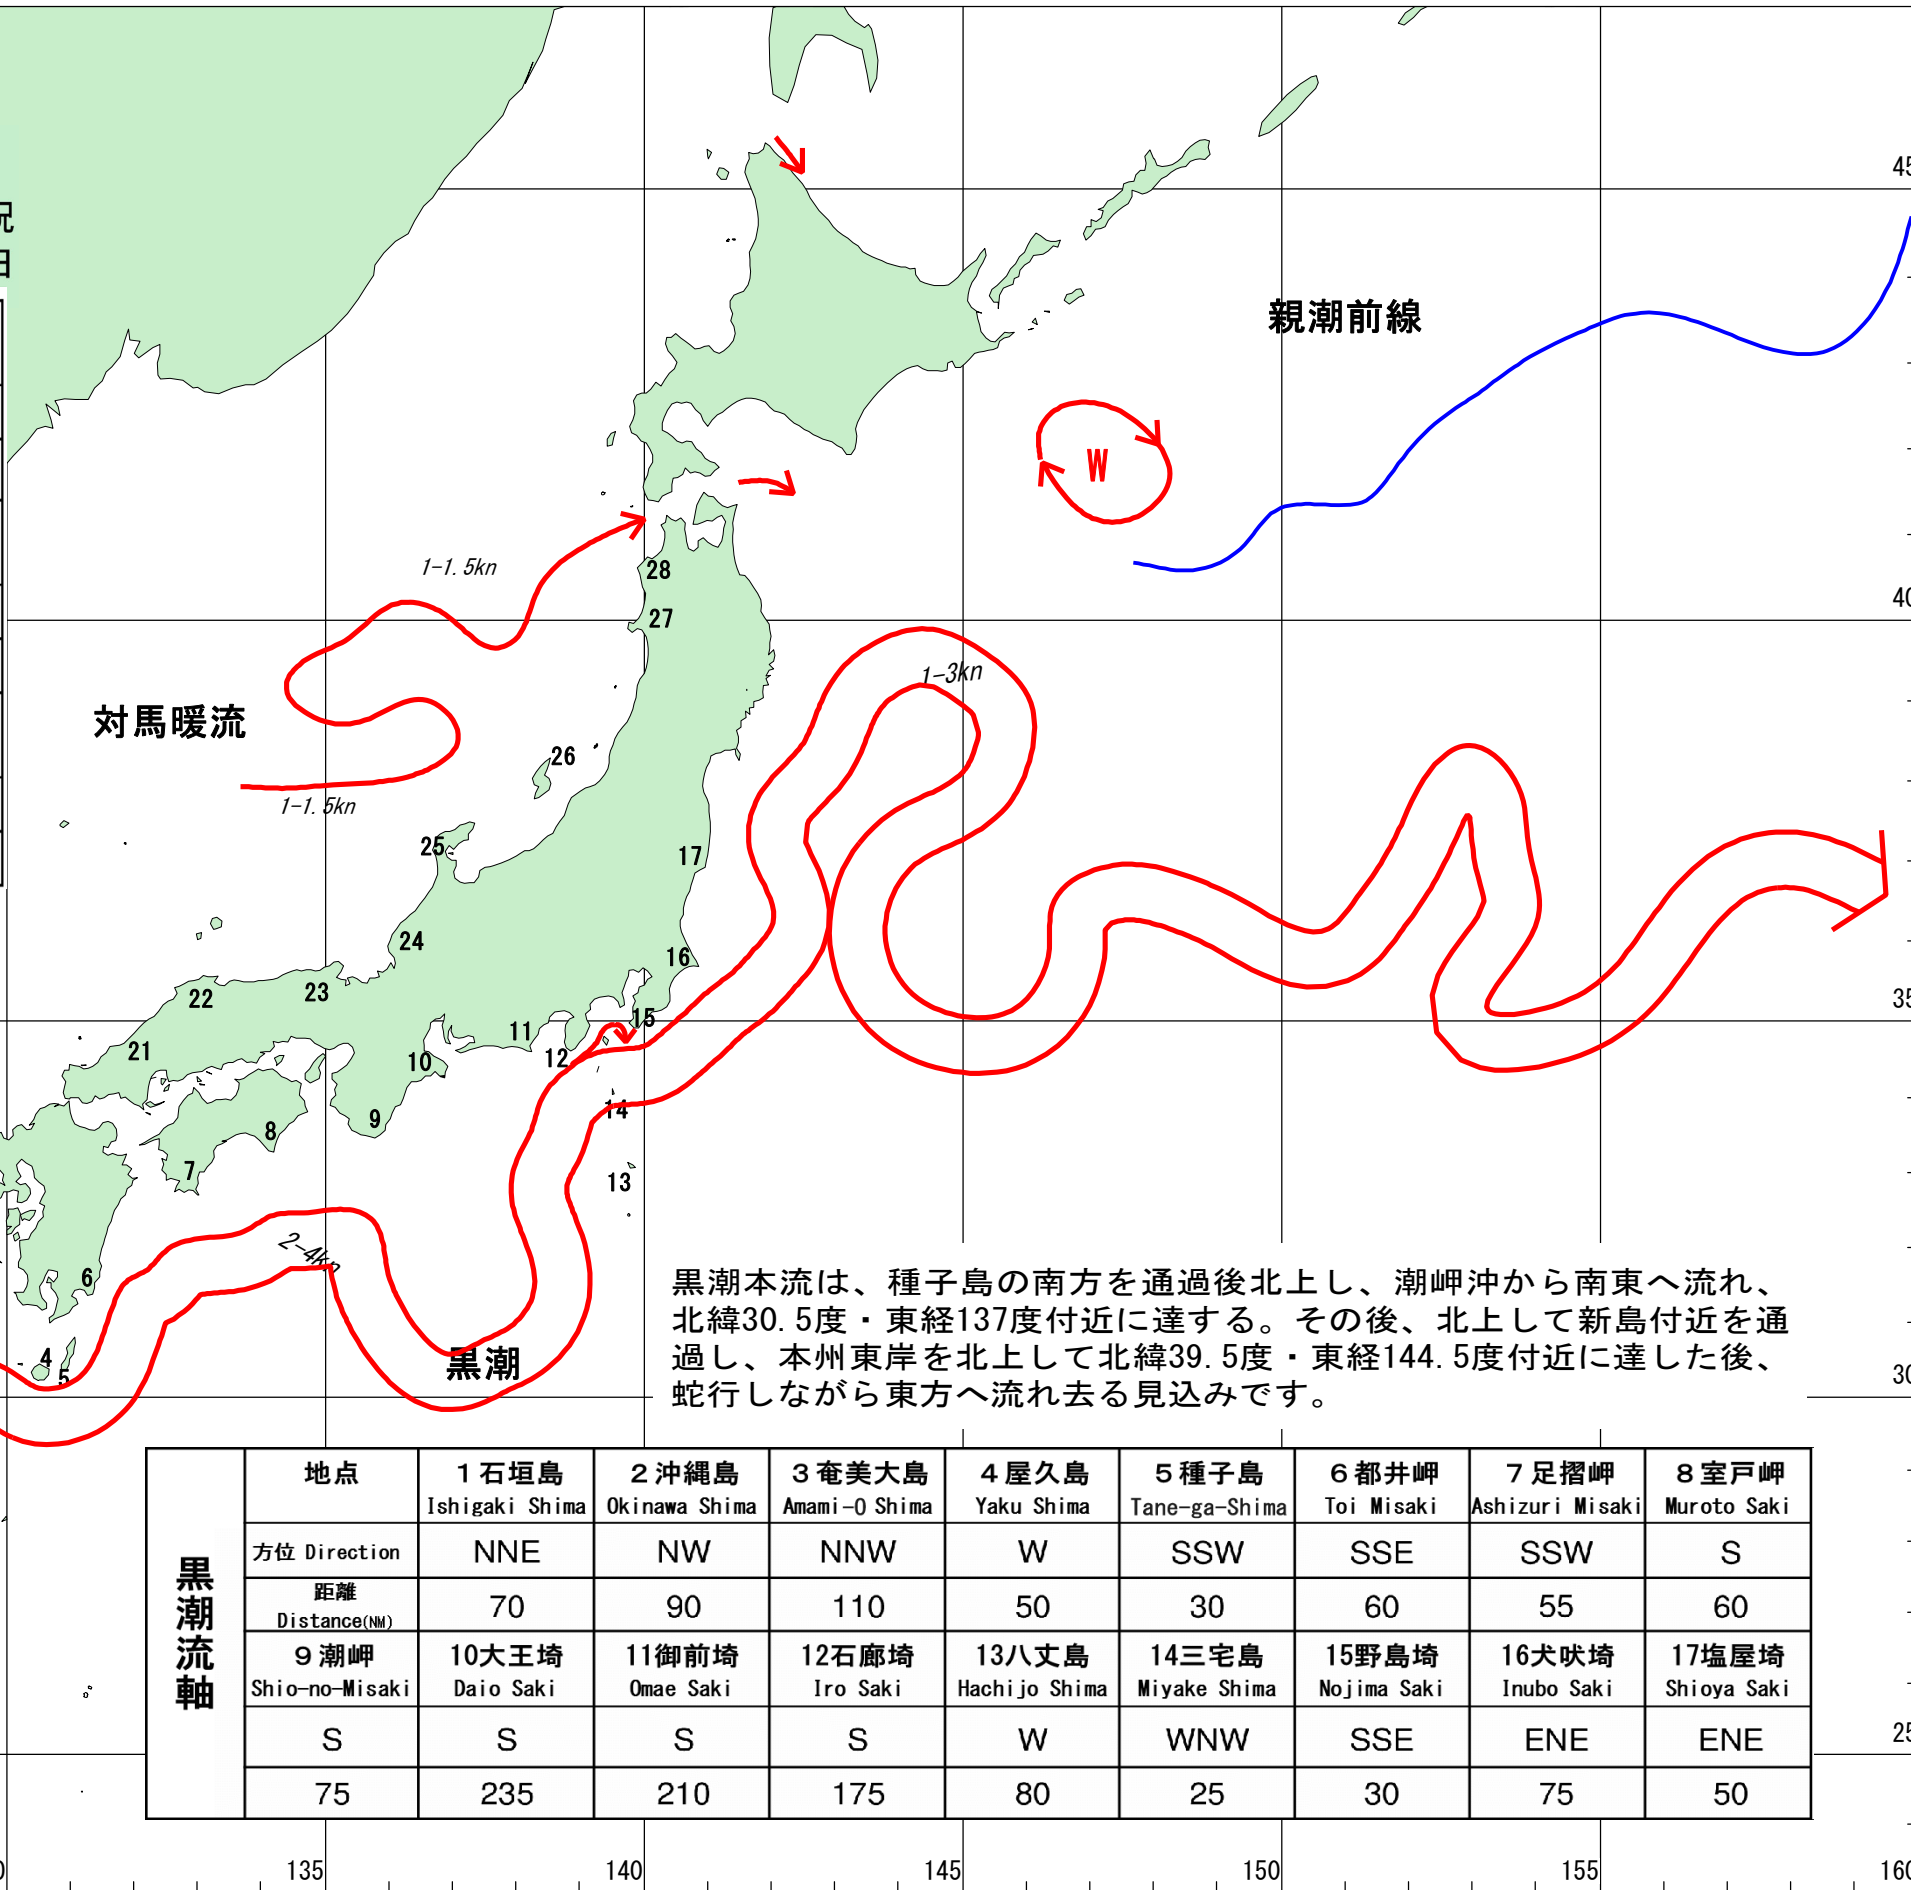 45
親潮前線
W
1-1.5kn
28
40
27
1-3kn
対馬暖流
26
1-1.5kn
25
17
24
16
23
22
35
15
11
21
12
10
14
9
8
7
13
2-4kn
6
黒潮本流は、種子島の南方を通過後北上し、潮岬沖から南東へ流れ、
北緯30.5度・東経137度付近に達する。その後、北上して新島付近を通
過し、本州東岸を北上して北緯39.5度・東経144.5度付近に達した後、
蛇行しながら東方へ流れ去る見込みです。
4
5
黒潮
30
黒潮流軸
地点 1石垣島 2沖縄島 3奄美大島 4屋久島 5種子島 6都井岬 7足摺岬 8室戸岬
Ishigaki Shima Okinawa Shima Amami-O Shima Yaku Shima Tane-ga-Shima Toi Misaki Ashizuri Misaki Muroto Saki
方位 Direction NNE NW NNW W SSW SSE SSW S
距離
Distance(NM) 70 90 110 50 30 60 55 60
9潮岬 10大王埼 11御前埼 12石廊埼 13八丈島 14三宅島 15野島埼 16犬吠埼 17塩屋埼
Shio-no-Misaki Daio Saki Omae Saki Iro Saki Hachijo Shima Miyake Shima Nojima Saki Inubo Saki Shioya Saki
S S S S W WNW SSE ENE ENE
75 235 210 175 80 25 30 75 50
25
135 140 145 150 155 160